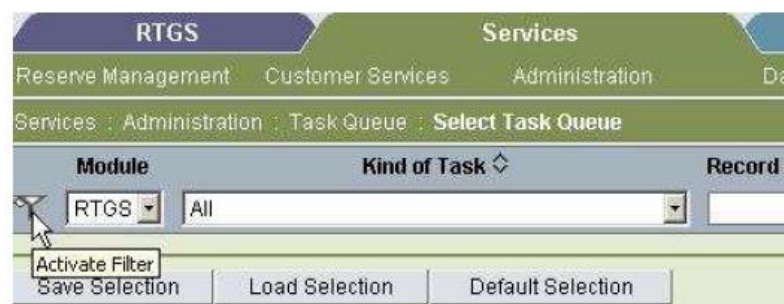 RTGS Services
Reserve Management Customer Services Administration
Services : Administration : Task Queue : Select Task Queue
Module Kind of Task Record
RTGS All
Activate Filter
Save Selection Load Selection Default Selection